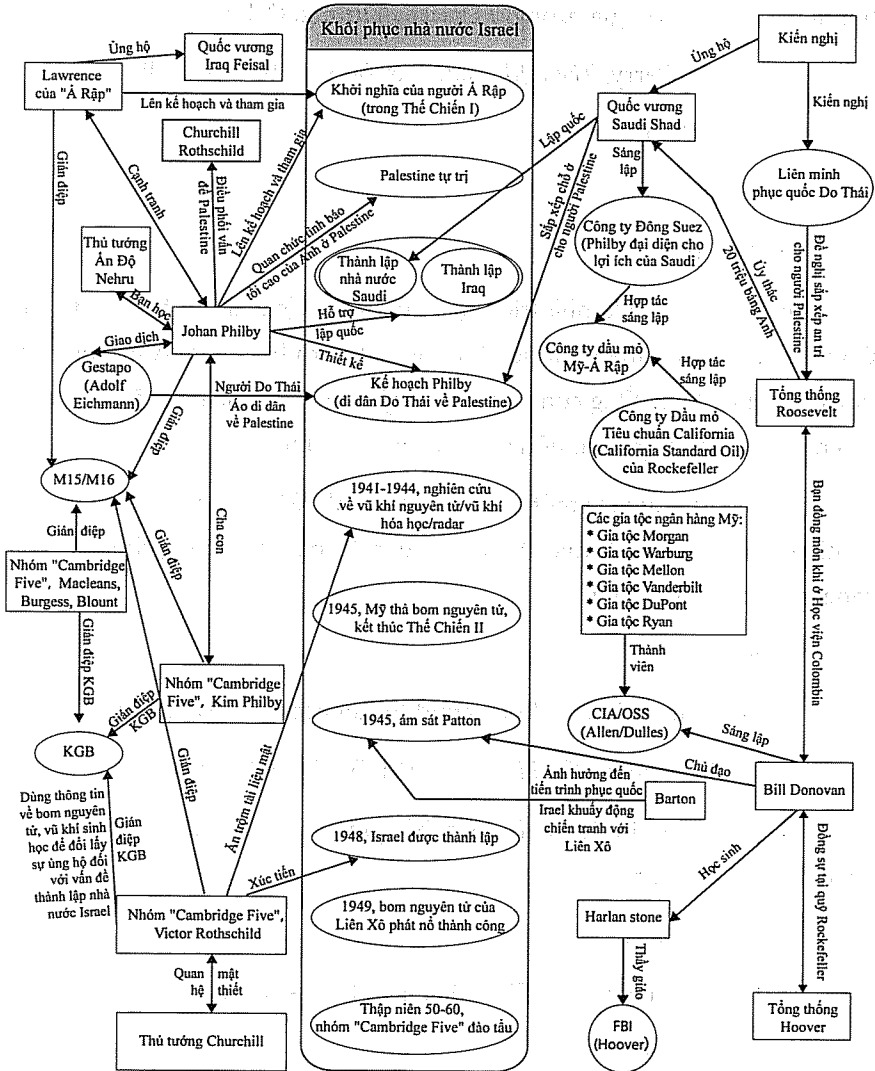 Khôi phục nhà nước Israel
Ủng hộ
Quốc vương
Iraq Feisal
Lawrence
của "Ả Rập"
Lên kế hoạch và tham gia
Khởi nghĩa của người Ả Rập
(trong Thế Chiến I)
Kiến nghị
Ủng hộ
Kiến nghị
Quốc vương
Saudi Shad
Churchill
Rothschild
Gián điệp
Cạnh tranh
Điều phối vấn
đề Palestine
Lên kế hoạch và tham gia
Lập quốc
Sắp xếp chỗ ở
cho người Palestine
Sáng
lập
Liên minh
phục quốc Do Thái
Palestine tự trị
Quan chức tình báo
tối cao của Anh ở Palestine
Công ty Đông Suez
(Philby đại diện cho
lợi ích của Saudi)
Ủy thác
20 triệu bảng Anh
Đề nghị sắp xếp an trí
cho người Palestine
Thủ tướng
Ấn Độ
Nehru
Bạn học
Thành lập
nhà nước
Saudi
Thành lập
Iraq
Johan Philby
Hỗ trợ
lập quốc
Thiết kế
Hợp tác
sáng lập
Giao dịch
Gestapo
(Adolf
Eichmann)
Công ty dầu mỏ
Mỹ-Ả Rập
Hợp tác
sáng lập
Người Do Thái
Áo di dân
về Palestine
Kế hoạch Philby
(di dân Do Thái về Palestine)
Công ty Dầu mỏ
Tiêu chuẩn California
(California Standard Oil)
của Rockefeller
Tổng thống
Roosevelt
Gián điệp
M15/M16
1941-1944, nghiên cứu
về vũ khí nguyên tử/vũ khí
hóa học/radar
Cha con
Gián điệp
Gián điệp
Các gia tộc ngân hàng Mỹ:
* Gia tộc Morgan
* Gia tộc Warburg
* Gia tộc Mellon
* Gia tộc Vanderbilt
* Gia tộc DuPont
* Gia tộc Ryan
Bạn đồng môn khi ở Học viện Colombia
Nhóm "Cambridge
Five", Macleans,
Burgess, Blount
1945, Mỹ thả bom nguyên tử,
kết thúc Thế Chiến II
Gián điệp KGB
Thành
viên
Nhóm "Cambridge
Five", Kim Philby
Gián điệp
KGB
1945, ám sát Patton
CIA/OSS
(Allen/Dulles)
Sáng lập
KGB
Gián điệp
Ăn trộm tài liệu mật
Chủ đạo
Ảnh hưởng đến
tiến trình phục quốc
Irael khuấy động
chiến tranh với
Liên Xô
Barton
Bill Donovan
Dùng thông tin
về bom nguyên
tử, vũ khí sinh
học để đổi lấy
sự ủng hộ đối
với vấn đề
thành lập nhà
nước Israel
Gián
điệp
KGB
1948, Israel được thành lập
Xúc tiến
Học sinh
Đồng sự tại quỹ Rockefeller
Nhóm "Cambridge Five",
Victor Rothschild
1949, bom nguyên tử của
Liên Xô phát nổ thành công
Harlan stone
Thầy giáo
Quan mật
hệ thiết
Thủ tướng Churchill
Thập niên 50-60,
nhóm "Cambridge Five" đào tẩu
FBI
(Hoover)
Tổng thống
Hoover